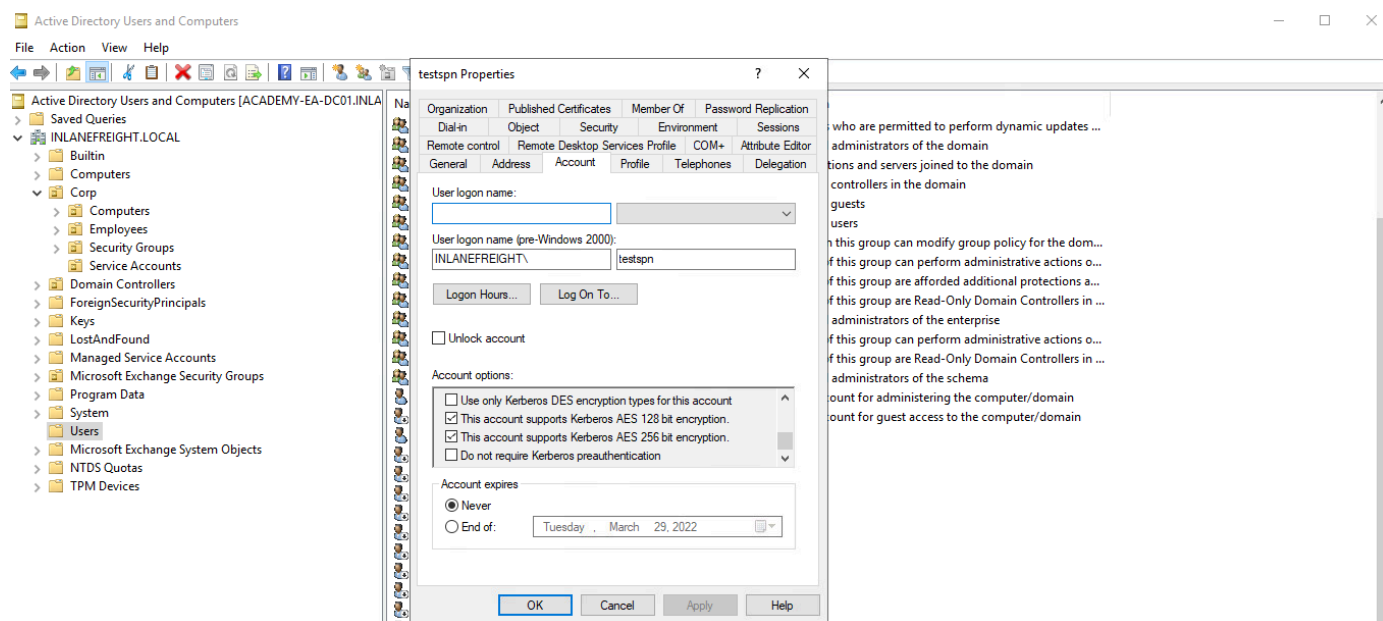 Active Directory Users and Computers
File Action View Help
Active Directory Users and Computers [ACADEMY-EA-DC01.INLA
Saved Queries
INLANEFREIGHT.LOCAL
Builtin
Computers
Corp
Computers
Employees
Security Groups
Service Accounts
Domain Controllers
ForeignSecurityPrincipals
Keys
LostAndFound
Managed Service Accounts
Microsoft Exchange Security Groups
Program Data
System
Users
Microsoft Exchange System Objects
NTDS Quotas
TPM Devices
Na
testspn Properties
?
Organization Published Certificates Member Of Password Replication
Dial-in Object Security Environment Sessions
Remote control Remote Desktop Services Profile COM+ Attribute Editor
General Address Account Profile Telephones Delegation
User logon name:
User logon name (pre-Windows 2000):
INLANEFREIGHT\ testspn
Logon Hours... Log On To...
Unlock account
Account options:
Use only Kerberos DES encryption types for this account
This account supports Kerberos AES 128 bit encryption.
This account supports Kerberos AES 256 bit encryption.
Do not require Kerberos preauthentication
Account expires
Never
End of: Tuesday , March 29, 2022
OK Cancel Apply Help
who are permitted to perform dynamic updates ...
administrators of the domain
tions and servers joined to the domain
controllers in the domain
guests
users
this group can modify group policy for the dom...
f this group can perform administrative actions o...
f this group are afforded additional protections a...
f this group are Read-Only Domain Controllers in ...
administrators of the enterprise
f this group can perform administrative actions o...
f this group are Read-Only Domain Controllers in ...
administrators of the schema
ount for administering the computer/domain
ount for guest access to the computer/domain